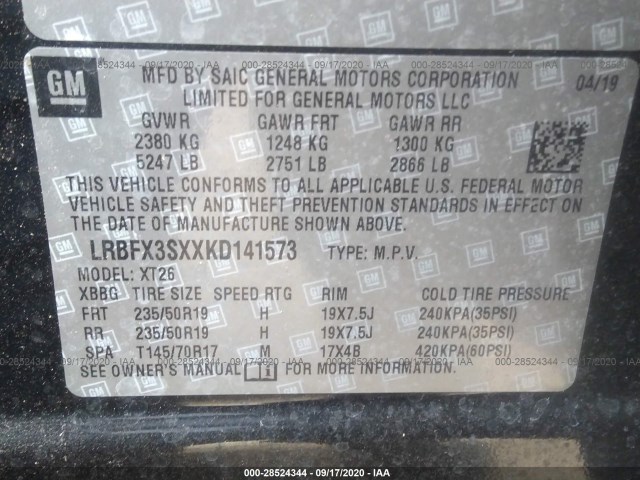 000-28524344 - 09/17/2020 - IAA
GM
MFD BY SAIC GENERAL MOTORS CORPORATION 04/19
LIMITED FOR GENERAL MOTORS LLC
GVWR GAWR FRT GAWR RR
2380 KG 1248 KG 1300 KG
5247 LB 2751 LB 2866 LB
THIS VEHICLE CONFORMS TO ALL APPLICABLE U.S. FEDERAL MOTOR
VEHICLE SAFETY AND THEFT PREVENTION STANDARDS IN EFFECT ON
THE DATE OF MANUFACTURE SHOWN ABOVE.
LRBFX3SXXKD141573 TYPE: M.P.V.
MODEL: XT26
XBBG TIRE SIZE SPEED RTG RIM COLD TIRE PRESSURE
FRT 235/50R19 H 19X7.5J 240KPA(35PSI)
RR 235/50R19 H 19X7.5J 240KPA(35PSI)
SPA T145/70R17 M 17X4B 420KPA(60PSI)
SEE OWNER'S MANUAL FOR MORE INFORMATION.
000-28524344 - 09/17/2020 - IAA